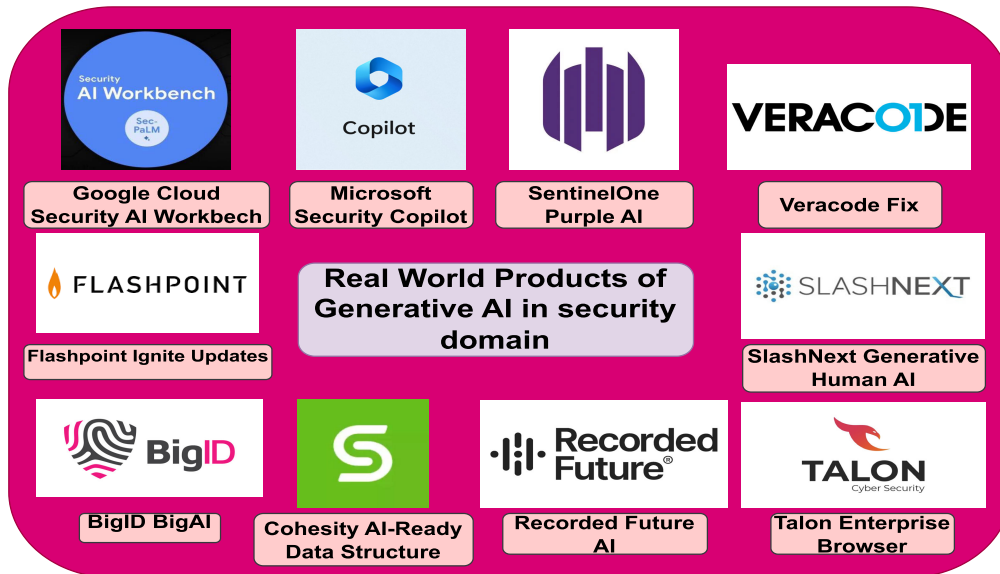 Security
AI Workbench
Sec-
PaLM
Copilot
VERACODE
Google Cloud
Security AI Workbech
Microsoft
Security Copilot
SentinelOne
Purple AI
Veracode Fix
FLASHPOINT
Real World Products of
Generative AI in security
domain
SLASHNEXT
Flashpoint Ignite Updates
SlashNext Generative
Human AI
BigID
S
Recorded
Future®
TALON
Cyber Security
BigID BigAI
Cohesity AI-Ready
Data Structure
Recorded Future
AI
Talon Enterprise
Browser